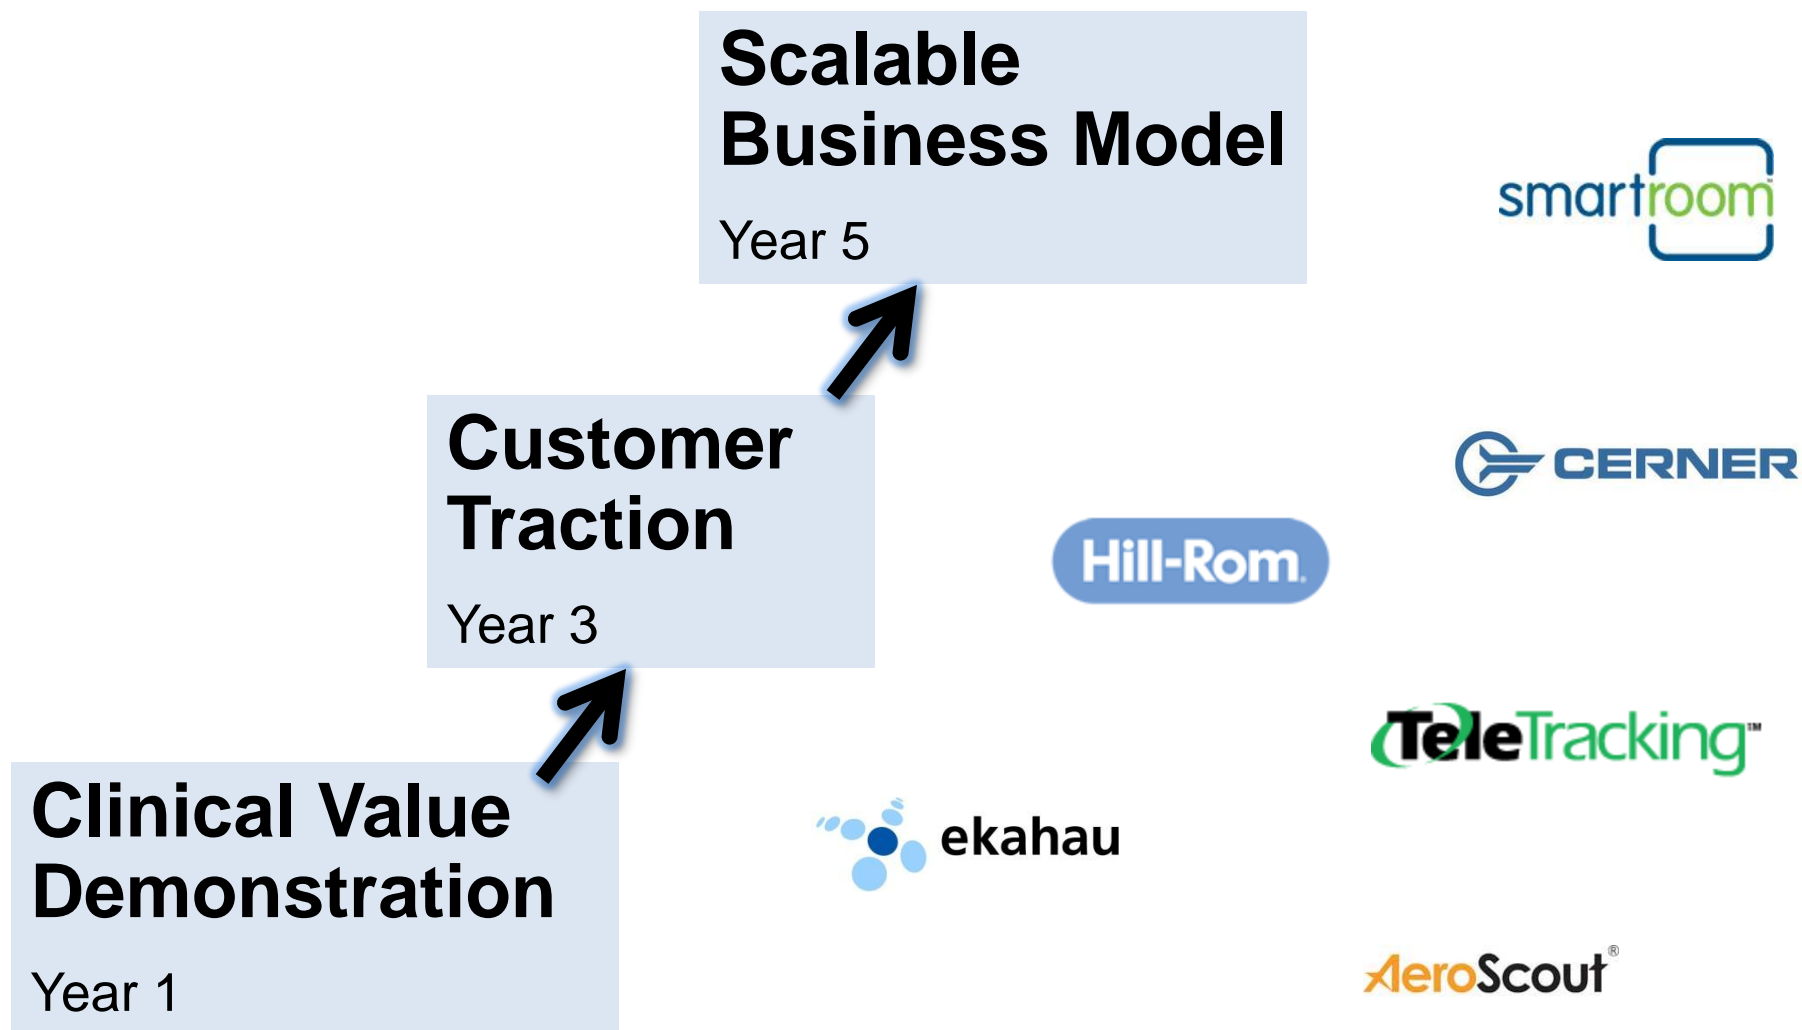 Scalable
Business Model
Year 5
smartroom
Customer
Traction
Year 3
CERNER
Hill-Rom.
TeleTracking™
Clinical Value
Demonstration
Year 1
ekahau
AeroScout®